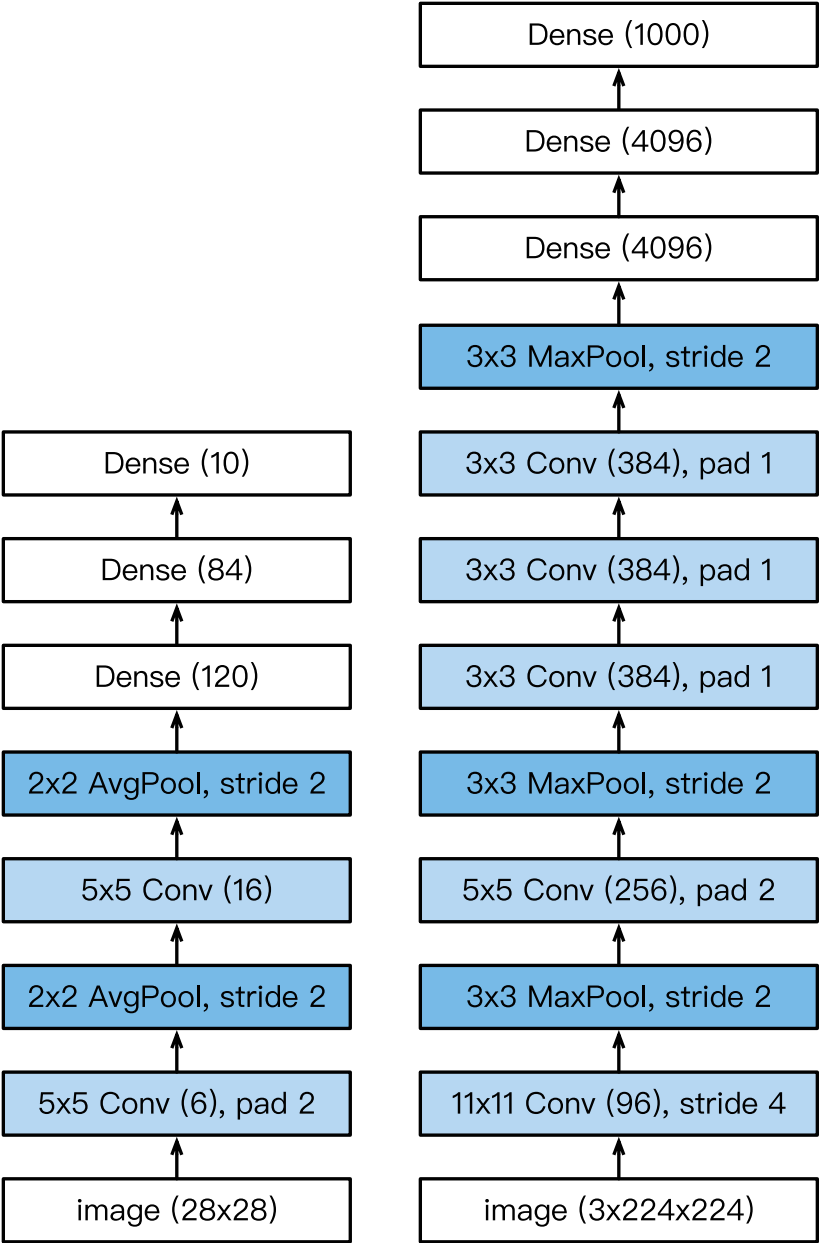 Dense (10)
Dense (84)
Dense (120)
2x2 AvgPool, stride 2
5x5 Conv (16)
2x2 AvgPool, stride 2
5x5 Conv (6), pad 2
image (28x28)
Dense (1000)
Dense (4096)
Dense (4096)
3x3 MaxPool, stride 2
3x3 Conv (384), pad 1
3x3 Conv (384), pad 1
3x3 Conv (384), pad 1
3x3 MaxPool, stride 2
5x5 Conv (256), pad 2
3x3 MaxPool, stride 2
11x11 Conv (96), stride 4
image (3x224x224)